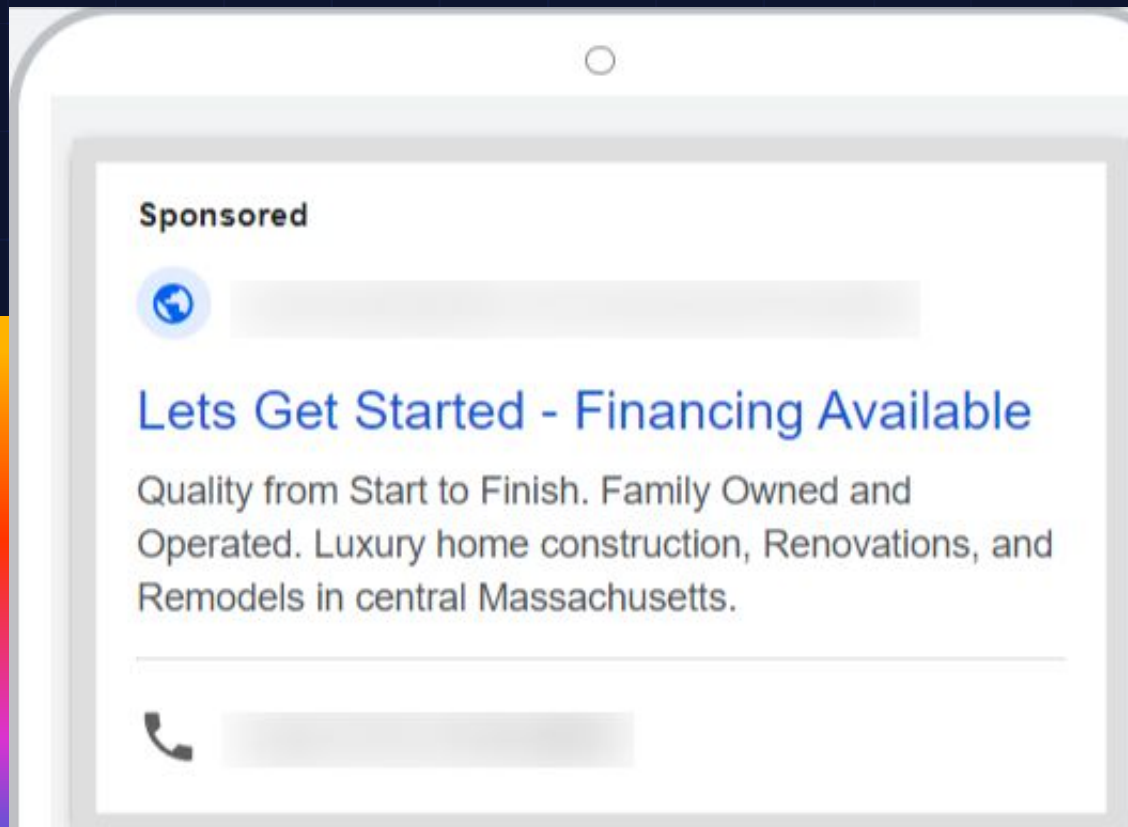 Sponsored
Lets Get Started - Financing Available
Quality from Start to Finish. Family Owned and
Operated. Luxury home construction, Renovations, and
Remodels in central Massachusetts.